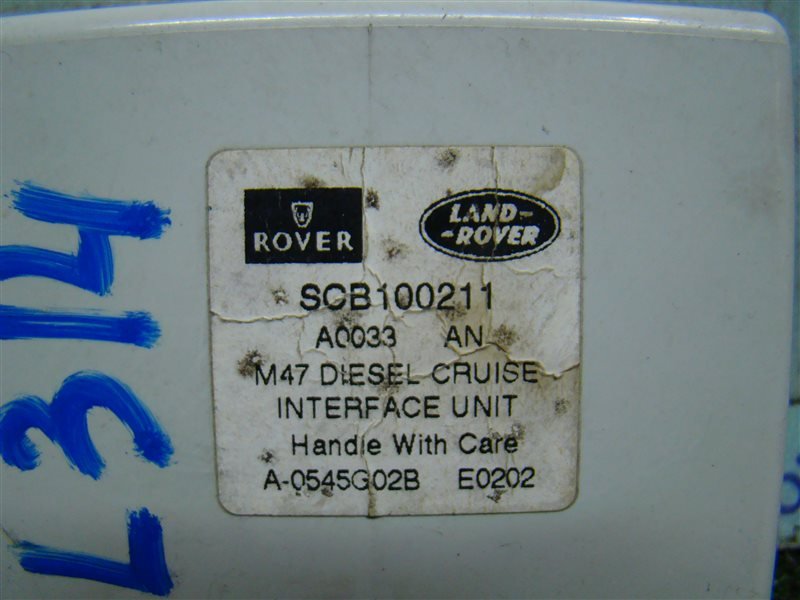 L314
ROVER
LAND-
-ROVER
SCB100211
A0033 AN
M47 DIESEL CRUISE
INTERFACE UNIT
Handle With Care
A-0545G02B E0202